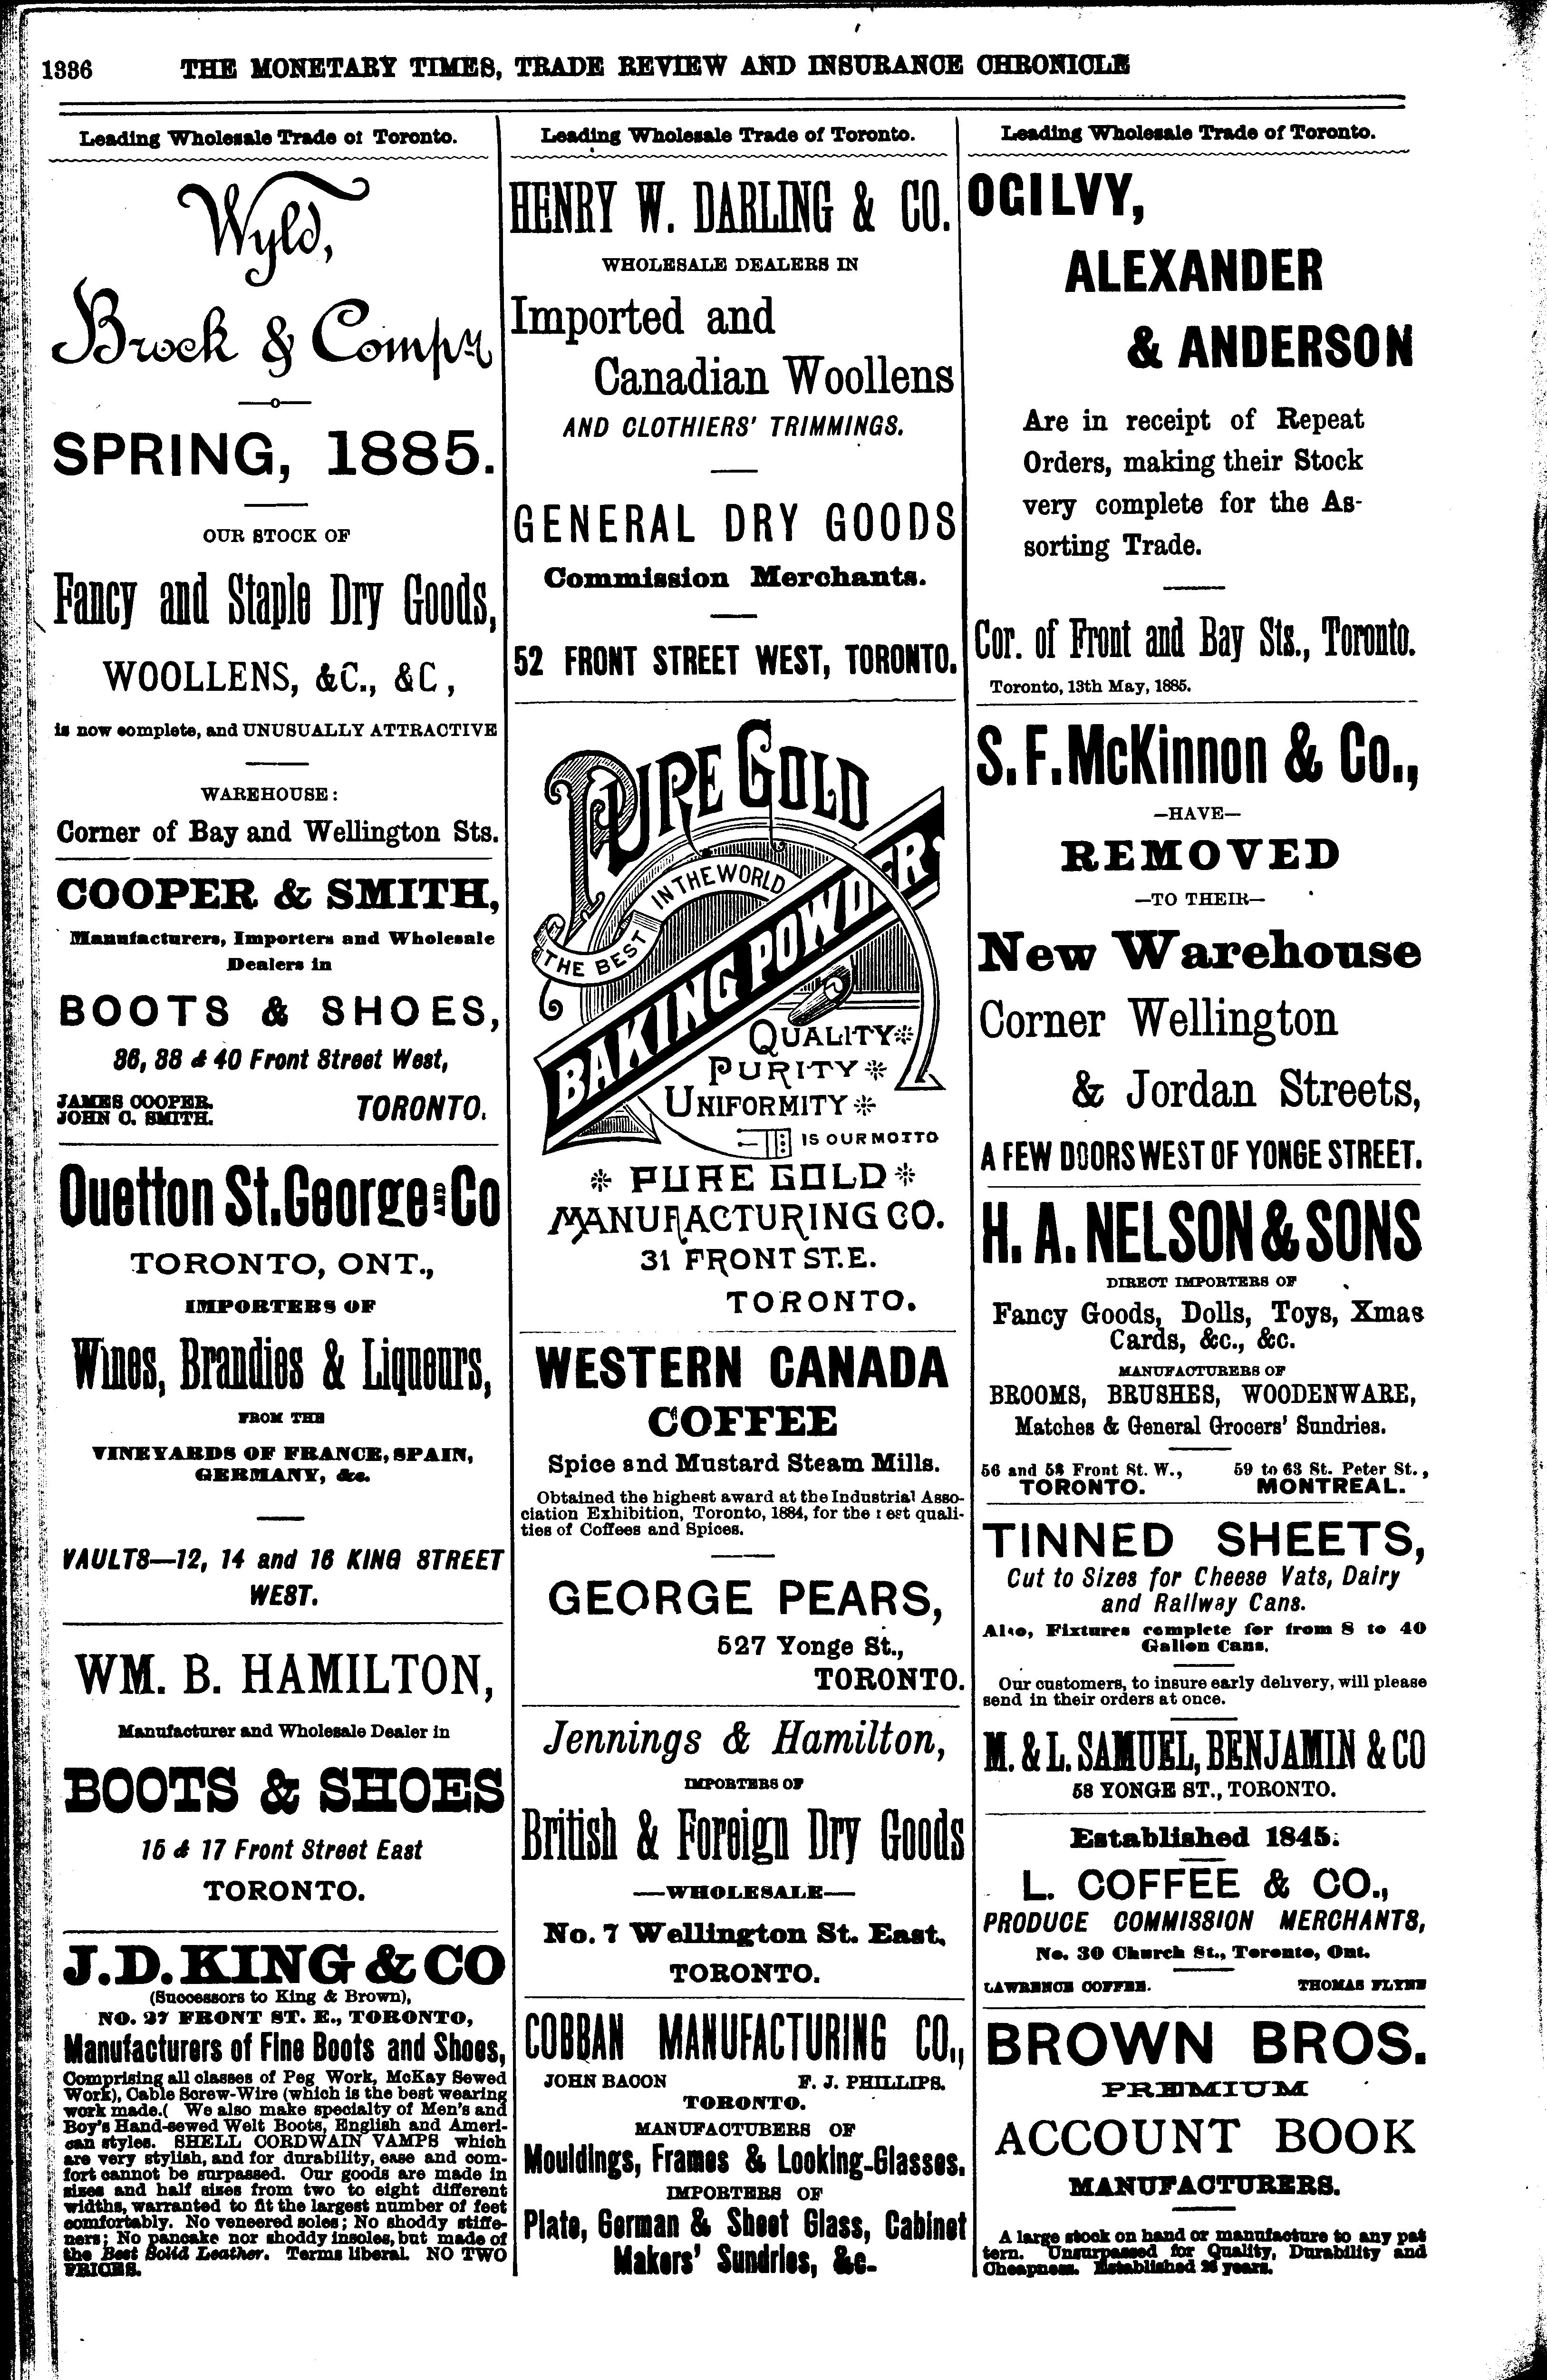 1336 THE MONETARY TIMES, TRADE REVIEW AND INSURANCE CHRONICLE
Leading Wholesale Trade of Toronto.
Wyld,
Brock & Compy
SPRING, 1885.
OUR STOCK OF
Fancy and Staple Dry Goods,
WOOLLENS, &C., &C,
is now complete, and UNUSUALLY ATTRACTIVE
WAREHOUSE:
Corner of Bay and Wellington Sts.
COOPER & SMITH,
Manufacturers, Importers and Wholesale
Dealers in
BOOTS & SHOES,
36, 38 & 40 Front Street West,
JAMES COOPER.
JOHN C. SMITH.
TORONTO.
Quetton St.George AND Co
TORONTO, ONT.,
IMPORTERS OF
Wines, Brandies & Liqueurs,
FROM THE
VINEYARDS OF FRANCE, SPAIN,
GERMANY, &c.
VAULTS—12, 14 and 16 KING STREET
WEST.
WM. B. HAMILTON,
Manufacturer and Wholesale Dealer in
BOOTS & SHOES
15 & 17 Front Street East
TORONTO.
J.D. KING & CO
(Successors to King & Brown),
NO. 27 FRONT ST. E., TORONTO,
Manufacturers of Fine Boots and Shoes,
Comprising all classes of Peg Work, McKay Sewed
Work), Cable Screw-Wire (which is the best wearing
work made.( We also make specialty of Men's and
Boy's Hand-sewed Welt Boots, English and Ameri-
can styles. SHELL CORDWAIN VAMPS which
are very stylish, and for durability, ease and com-
fort cannot be surpassed. Our goods are made in
sizes and half sizes from two to eight different
widths, warranted to fit the largest number of feet
comfortably. No veneered soles; No shoddy stiffe-
ners; No pancake nor shoddy insoles, but made of
the Best Solid Leather. Terms liberal. NO TWO
PRICES.
Leading Wholesale Trade of Toronto.
HENRY W. DARLING & CO.
WHOLESALE DEALERS IN
Imported and
Canadian Woollens
AND CLOTHIERS' TRIMMINGS.
GENERAL DRY GOODS
Commission Merchants.
52 FRONT STREET WEST, TORONTO.
PURE GOLD
THE BEST IN THE WORLD
BAKING POWDER
QUALITY
PURITY
UNIFORMITY
IS OUR MOTTO
PURE GOLD
MANUFACTURING CO.
31 FRONT ST. E.
TORONTO.
WESTERN CANADA
COFFEE
Spice and Mustard Steam Mills.
Obtained the highest award at the Industrial Asso-
ciation Exhibition, Toronto, 1884, for the est quali-
ties of Coffees and Spices.
GEORGE PEARS,
527 Yonge St.,
TORONTO.
Jennings & Hamilton,
IMPORTERS OF
British & Foreign Dry Goods
—WHOLESALE—
No. 7 Wellington St. East,
TORONTO.
COBBAN MANUFACTURING CO.,
JOHN BACON F. J. PHILLIPS.
TORONTO.
MANUFACTURERS OF
Mouldings, Frames & Looking-Glasses.
IMPORTERS OF
Plate, German & Sheet Glass, Cabinet
Makers' Sundries, &c-
Leading Wholesale Trade of Toronto.
OGILVY,
ALEXANDER
& ANDERSON
Are in receipt of Repeat
Orders, making their Stock
very complete for the As-
sorting Trade.
Cor. of Front and Bay Sts., Toronto.
Toronto, 13th May, 1885.
S. F. McKinnon & Co.,
—HAVE—
REMOVED
—TO THEIR—
New Warehouse
Corner Wellington
& Jordan Streets,
A FEW DOORS WEST OF YONGE STREET.
H. A. NELSON & SONS
DIRECT IMPORTERS OF
Fancy Goods, Dolls, Toys, Xmas
Cards, &c., &c.
MANUFACTURERS OF
BROOMS, BRUSHES, WOODENWARE,
Matches & General Grocers' Sundries.
56 and 58 Front St. W., 59 to 63 St. Peter St.,
TORONTO. MONTREAL.
TINNED SHEETS,
Cut to Sizes for Cheese Vats, Dairy
and Railway Cans.
Also, Fixtures complete for from 8 to 40
Gallon Cans.
Our customers, to insure early delivery, will please
send in their orders at once.
M. & L. SAMUEL, BENJAMIN & CO
58 YONGE ST., TORONTO.
Established 1845.
L. COFFEE & CO.,
PRODUCE COMMISSION MERCHANTS,
No. 30 Church St., Toronto, Ont.
LAWRENCE COFFEE. THOMAS FLYNN
BROWN BROS.
PREMIUM
ACCOUNT BOOK
MANUFACTURERS.
A large stock on hand or manufacture to any pat
tern. Unsurpassed for Quality, Durability and
Cheapness. Established years.